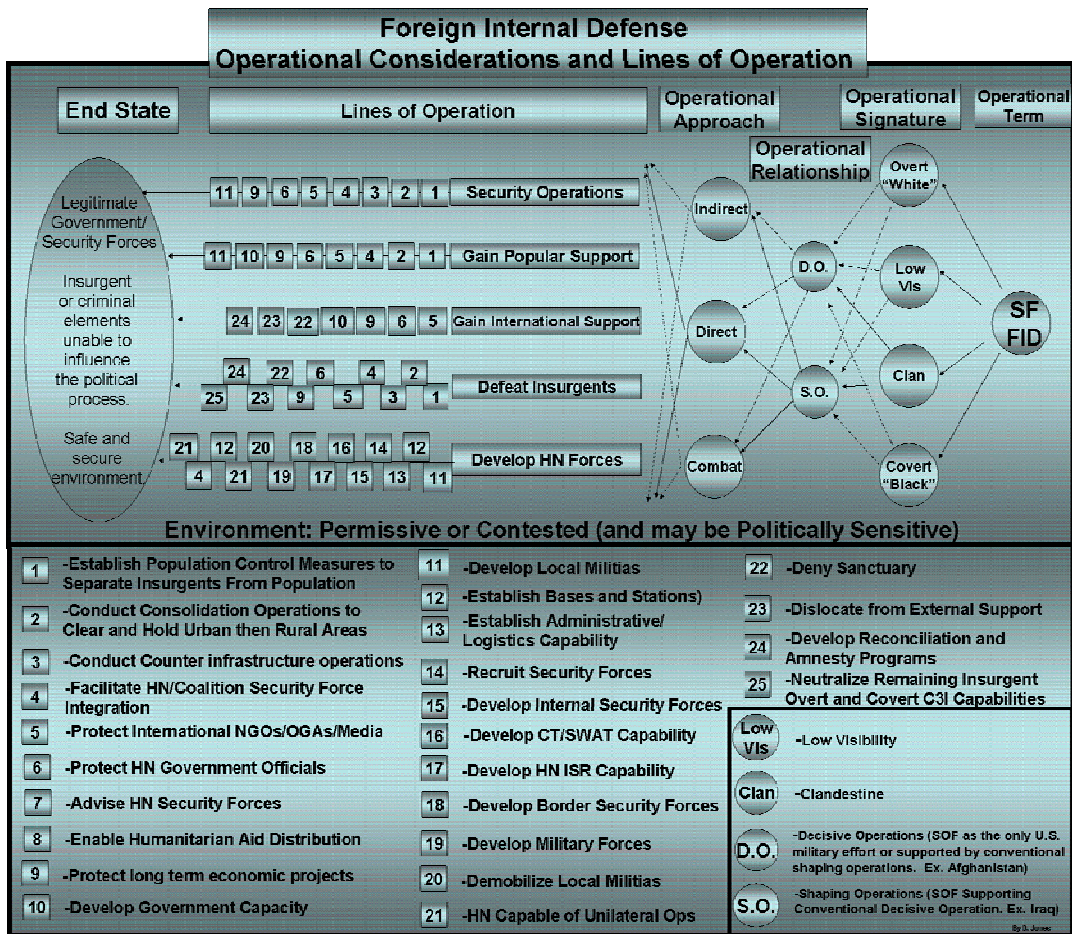 Foreign Internal Defense
Operational Considerations and Lines of Operation
End State
Lines of Operation
Operational
Approach
Operational
Relationship
Operational
Signature
Operational
Term
Legitimate
Government/
Security Forces
Insurgent
or criminal
elements
unable to
influence
the political
process.
Safe and
secure
environment.
11 9 6 5 4 3 2 1 Security Operations
11 10 9 6 5 4 2 1 Gain Popular Support
24 23 22 10 9 6 5 Gain International Support
24 22 6 4 2
25 23 9 5 3 1
Defeat Insurgents
21 12 20 18 16 14 12
4 21 19 17 15 13 11
Develop HN Forces
Indirect
Direct
Combat
D.O.
S.O.
Overt
"White"
Low
Vis
Clan
Covert
"Black"
SF
FID
Environment: Permissive or Contested (and may be Politically Sensitive)
1 -Establish Population Control Measures to
Separate Insurgents From Population
2 -Conduct Consolidation Operations to
Clear and Hold Urban then Rural Areas
3 -Conduct Counter infrastructure operations
4 -Facilitate HN/Coalition Security Force
Integration
5 -Protect International NGOs/OGAs/Media
6 -Protect HN Government Officials
7 -Advise HN Security Forces
8 -Enable Humanitarian Aid Distribution
9 -Protect long term economic projects
10 -Develop Government Capacity
11 -Develop Local Militias
12 -Establish Bases and Stations)
13 -Establish Administrative/
Logistics Capability
14 -Recruit Security Forces
15 -Develop Internal Security Forces
16 -Develop CT/SWAT Capability
17 -Develop HN ISR Capability
18 -Develop Border Security Forces
19 -Develop Military Forces
20 -Demobilize Local Militias
21 -HN Capable of Unilateral Ops
22 -Deny Sanctuary
23 -Dislocate from External Support
24 -Develop Reconciliation and
Amnesty Programs
25 -Neutralize Remaining Insurgent
Overt and Covert C3I Capabilities
Low
Vis
-Low Visibility
Clan -Clandestine
D.O. -Decisive Operations (SOF as the only U.S.
military effort or supported by conventional
shaping operations. Ex. Afghanistan)
S.O. -Shaping Operations (SOF Supporting
Conventional Decisive Operation. Ex. Iraq)
By D. Jones